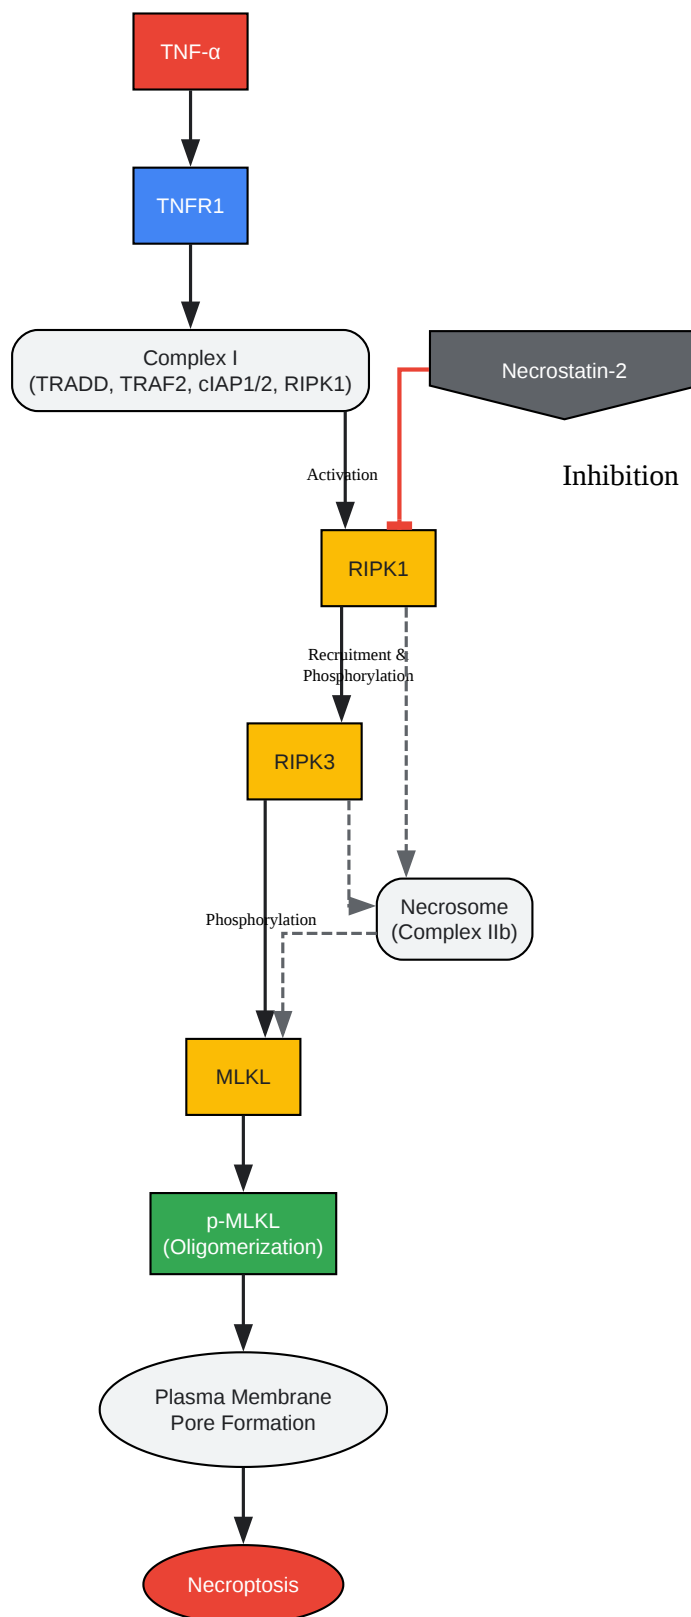 TNF-α
TNFR1
Complex I
(TRADD, TRAF2, cIAP1/2, RIPK1)
Necrostatin-2
Activation
Inhibition
RIPK1
Recruitment &
Phosphorylation
RIPK3
Necrosome
(Complex IIb)
Phosphorylation
MLKL
p-MLKL
(Oligomerization)
Plasma Membrane
Pore Formation
Necroptosis